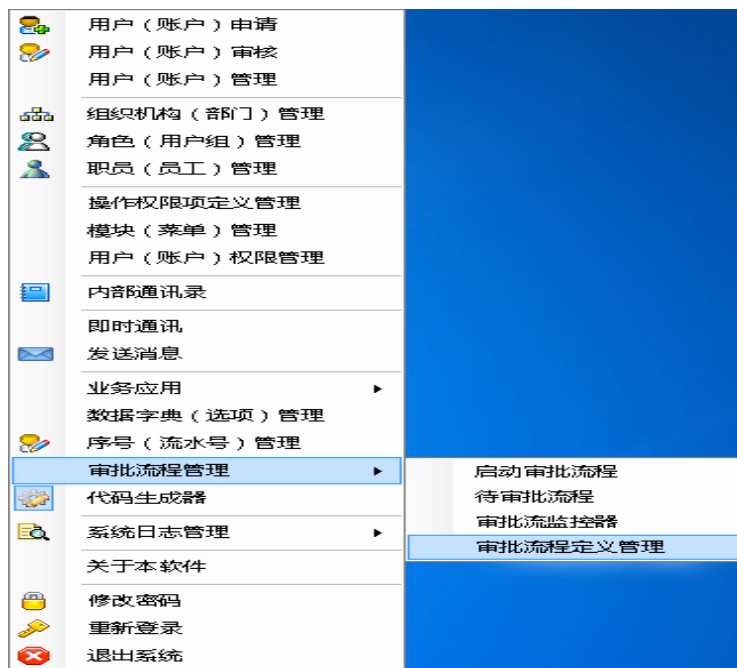 用户（账户）申请
用户（账户）审核
用户（账户）管理
组织机构（部门）管理
角色（用户组）管理
职员（员工）管理
操作权限项定义管理
模块（菜单）管理
用户（账户）权限管理
内部通讯录
即时通讯
发送消息
业务应用
数据字典（选项）管理
序号（流水号）管理
审批流程管理
启动审批流程
待审批流程
审批流监控器
审批流程定义管理
代码生成器
系统日志管理
关于本软件
修改密码
重新登录
退出系统